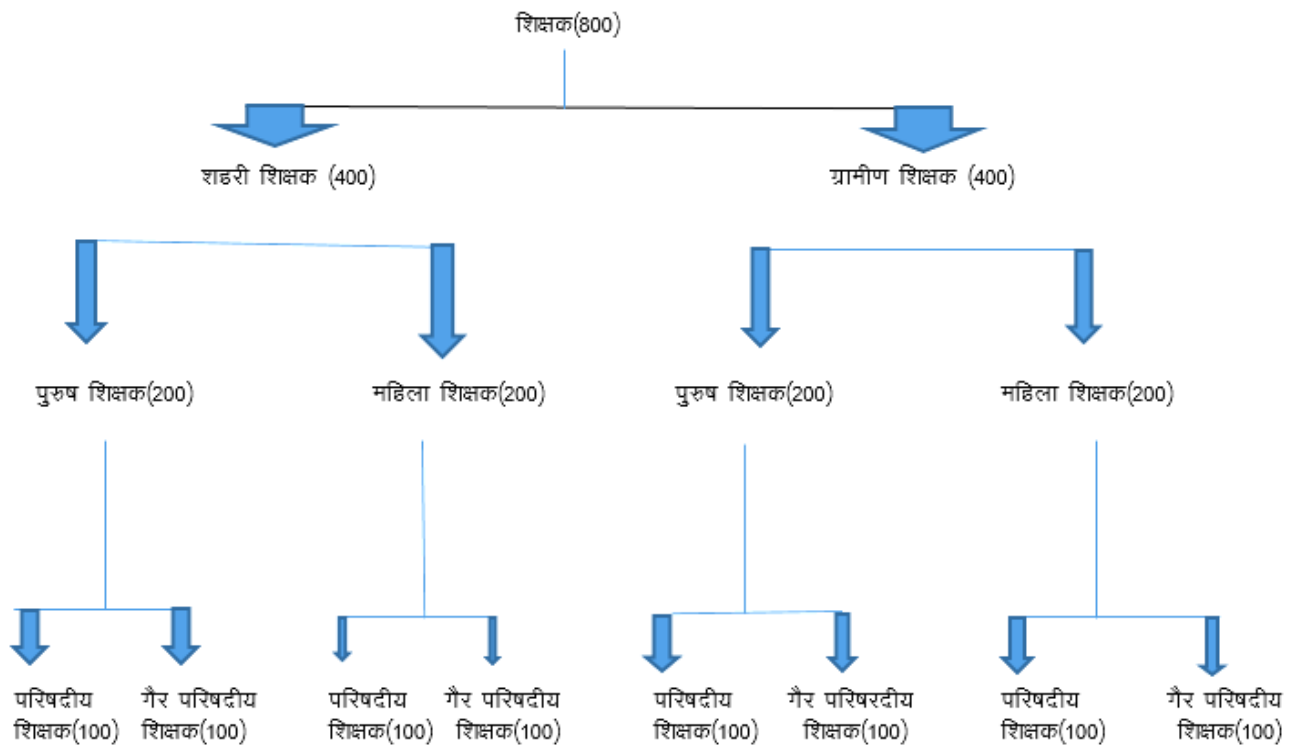 शिक्षक(800)
शहरी शिक्षक (400)
ग्रामीण शिक्षक (400)
पुरुष शिक्षक(200)
महिला शिक्षक(200)
पुरुष शिक्षक(200)
महिला शिक्षक(200)
परिषदीय
शिक्षक(100)
गैर परिषदीय
शिक्षक(100)
परिषदीय
शिक्षक(100)
गैर परिषदीय
शिक्षक(100)
परिषदीय
शिक्षक(100)
गैर परिषरदीय
शिक्षक(100)
परिषदीय
शिक्षक(100)
गैर परिषदीय
शिक्षक(100)